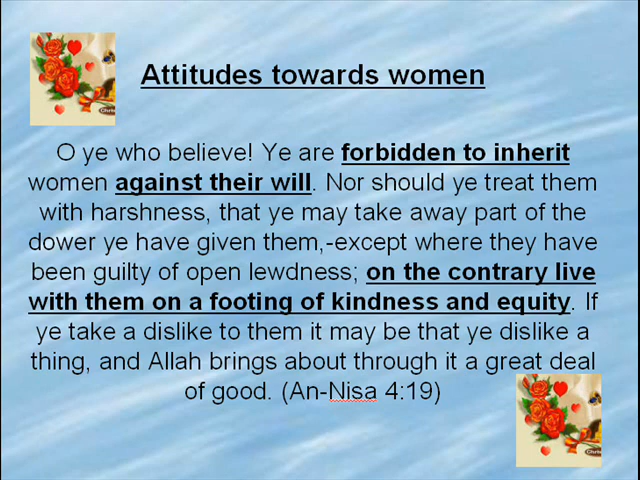 Attitudes towards women
O ye who believe! Ye are forbidden to inherit
women against their will. Nor should ye treat them
with harshness, that ye may take away part of the
dower ye have given them,-except where they have
been guilty of open lewdness; on the contrary live
with them on a footing of kindness and equity. If
ye take a dislike to them it may be that ye dislike a
thing, and Allah brings about through it a great deal
of good. (An-Nisa 4:19)